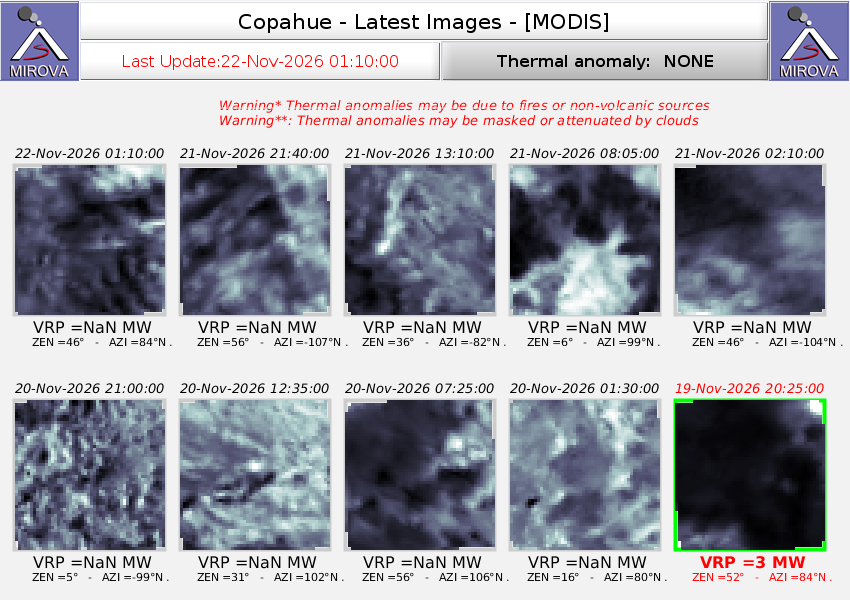 Copahue - Latest Images - [MODIS]
MIROVA
Last Update:22-Nov-2026 01:10:00
Thermal anomaly: NONE
MIROVA
Warning* Thermal anomalies may be due to fires or non-volcanic sources
Warning**: Thermal anomalies may be masked or attenuated by clouds
22-Nov-2026 01:10:00
21-Nov-2026 21:40:00
21-Nov-2026 13:10:00
21-Nov-2026 08:05:00
21-Nov-2026 02:10:00
VRP =NaN MW
VRP =NaN MW
VRP =NaN MW
VRP =NaN MW
VRP =NaN MW
ZEN =46° - AZI =84°N .
ZEN =56° - AZI =-107°N .
ZEN =36° - AZI =-82°N .
ZEN =6° - AZI =99°N .
ZEN =46° - AZI =-104°N .
20-Nov-2026 21:00:00
20-Nov-2026 12:35:00
20-Nov-2026 07:25:00
20-Nov-2026 01:30:00
19-Nov-2026 20:25:00
VRP =NaN MW
VRP =NaN MW
VRP =NaN MW
VRP =NaN MW
VRP =3 MW
ZEN =5° - AZI =-99°N .
ZEN =31° - AZI =102°N .
ZEN =56° - AZI =106°N .
ZEN =16° - AZI =80°N .
ZEN =52° - AZI =84°N .